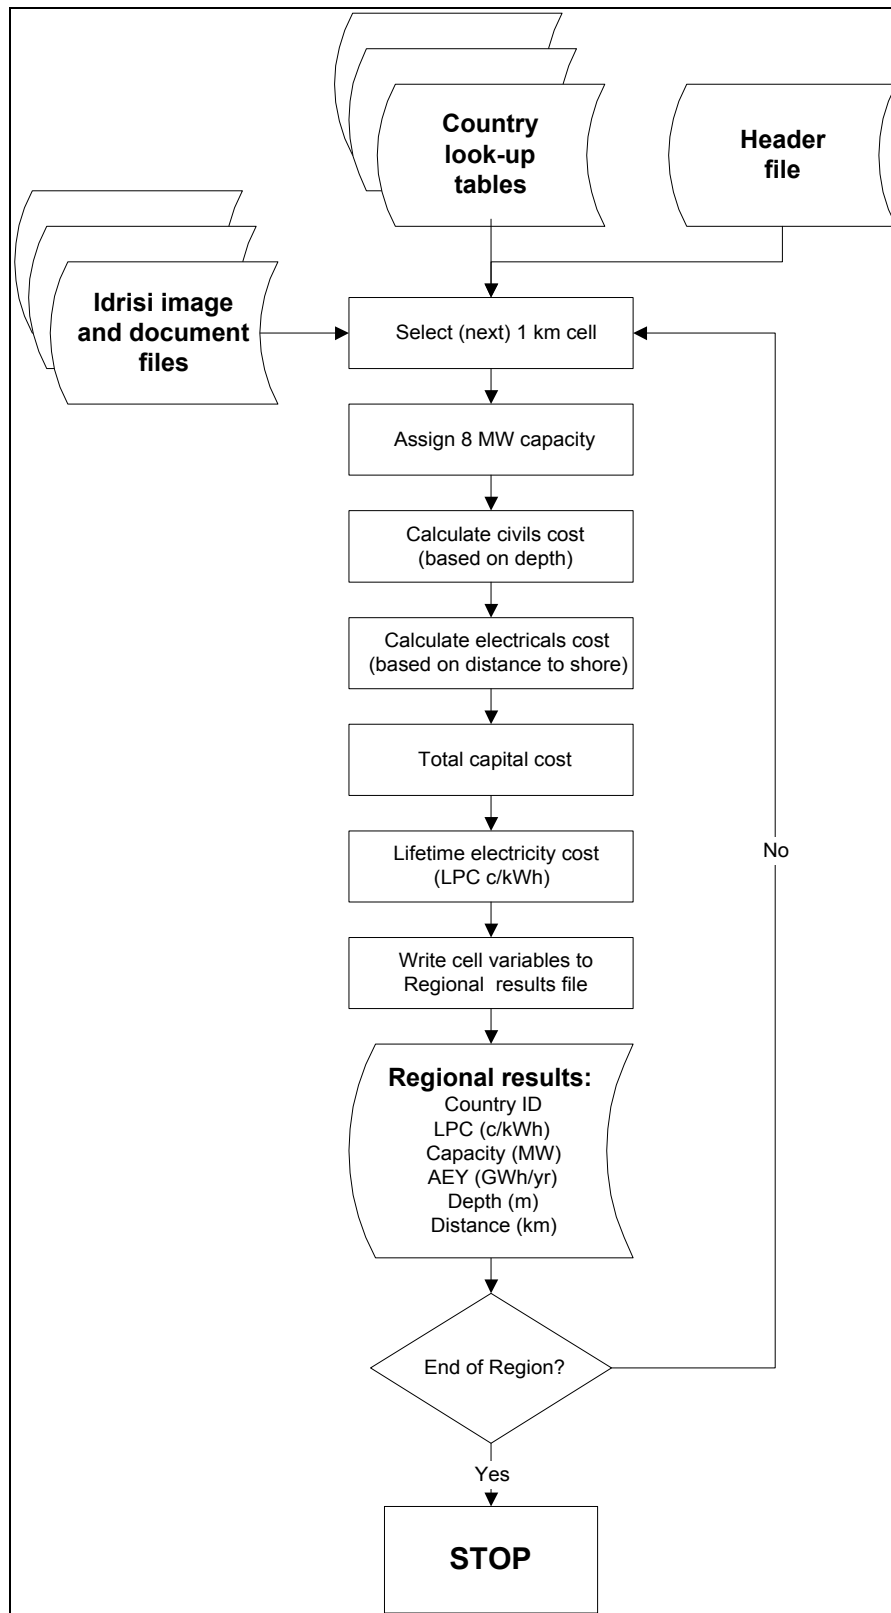 Country
look-up
tables
Header
file
Idrisi image
and document
files
Select (next) 1 km cell
Assign 8 MW capacity
Calculate civils cost
(based on depth)
Calculate electricals cost
(based on distance to shore)
Total capital cost
Lifetime electricity cost
(LPC c/kWh)
No
Write cell variables to
Regional  results file
Regional results:
Country ID
LPC (c/kWh)
Capacity (MW)
AEY (GWh/yr)
Depth (m)
Distance (km)
End of Region?
Yes
STOP